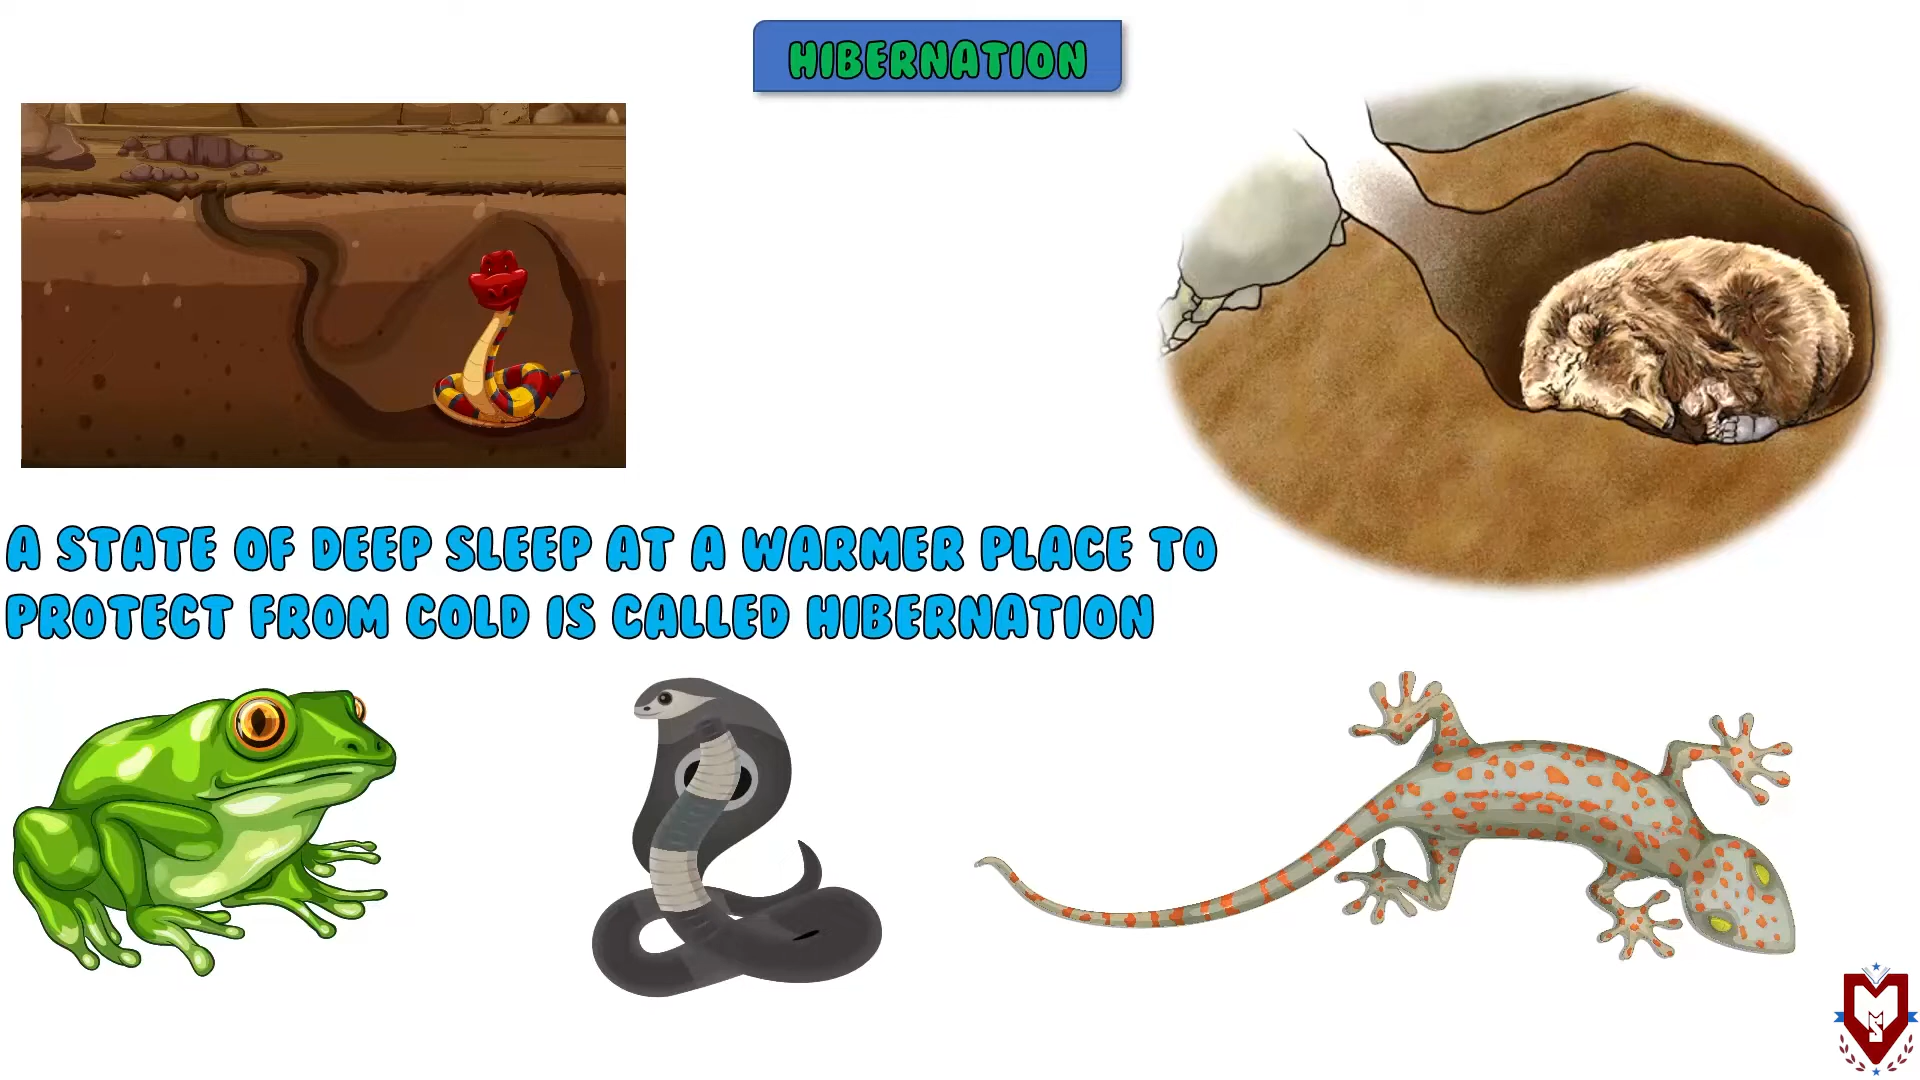 HIBERNATION
A STATE OF DEEP SLEEP AT A WARMER PLACE TO
PROTECT FROM COLD IS CALLED HIBERNATION